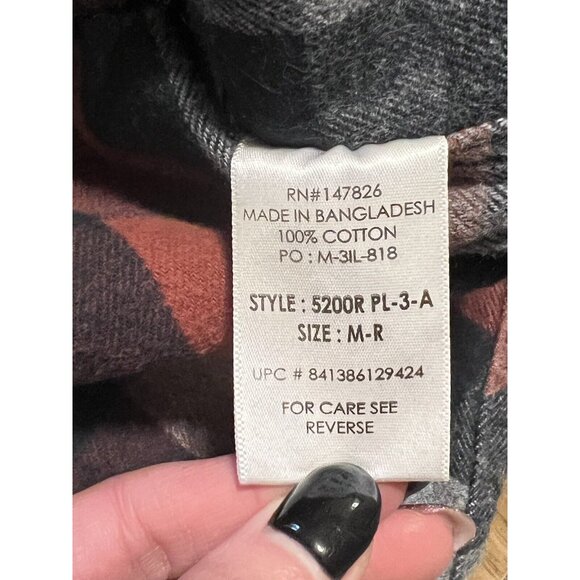 RN#147826
MADE IN BANGLADESH
100% COTTON
PO : M-3IL-818
STYLE : 5200R PL-3-A
SIZE : M-R
UPC # 841386129424
FOR CARE SEE
REVERSE